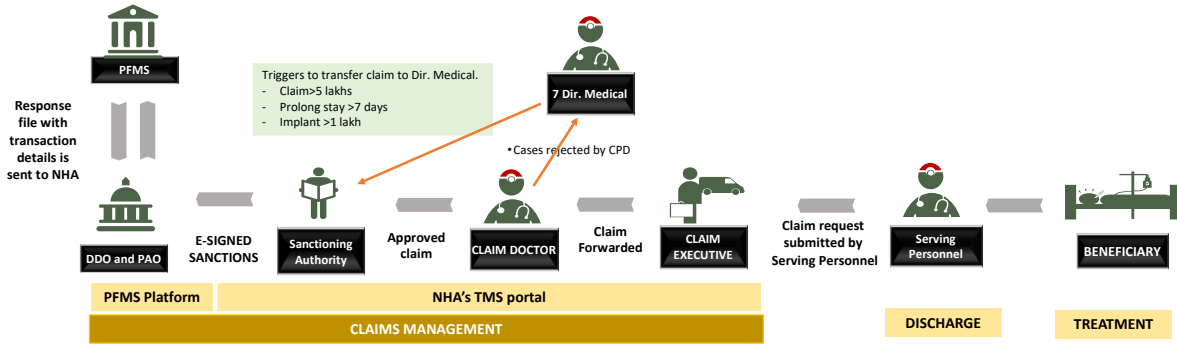 PFMS
Response
file with
transaction
details is
sent to NHA
Triggers to transfer claim to Dir. Medical.
- Claim>5 lakhs
- Prolong stay >7 days
- Implant >1 lakh
7 Dir. Medical
•Cases rejected by CPD
DDO and PAO
E-SIGNED
SANCTIONS
Sanctioning
Authority
Approved
claim
CLAIM DOCTOR
Claim
Forwarded
CLAIM
EXECUTIVE
Claim request
submitted by
Serving Personnel
Serving
Personnel
BENEFICIARY
PFMS Platform
NHA's TMS portal
CLAIMS MANAGEMENT
DISCHARGE
TREATMENT